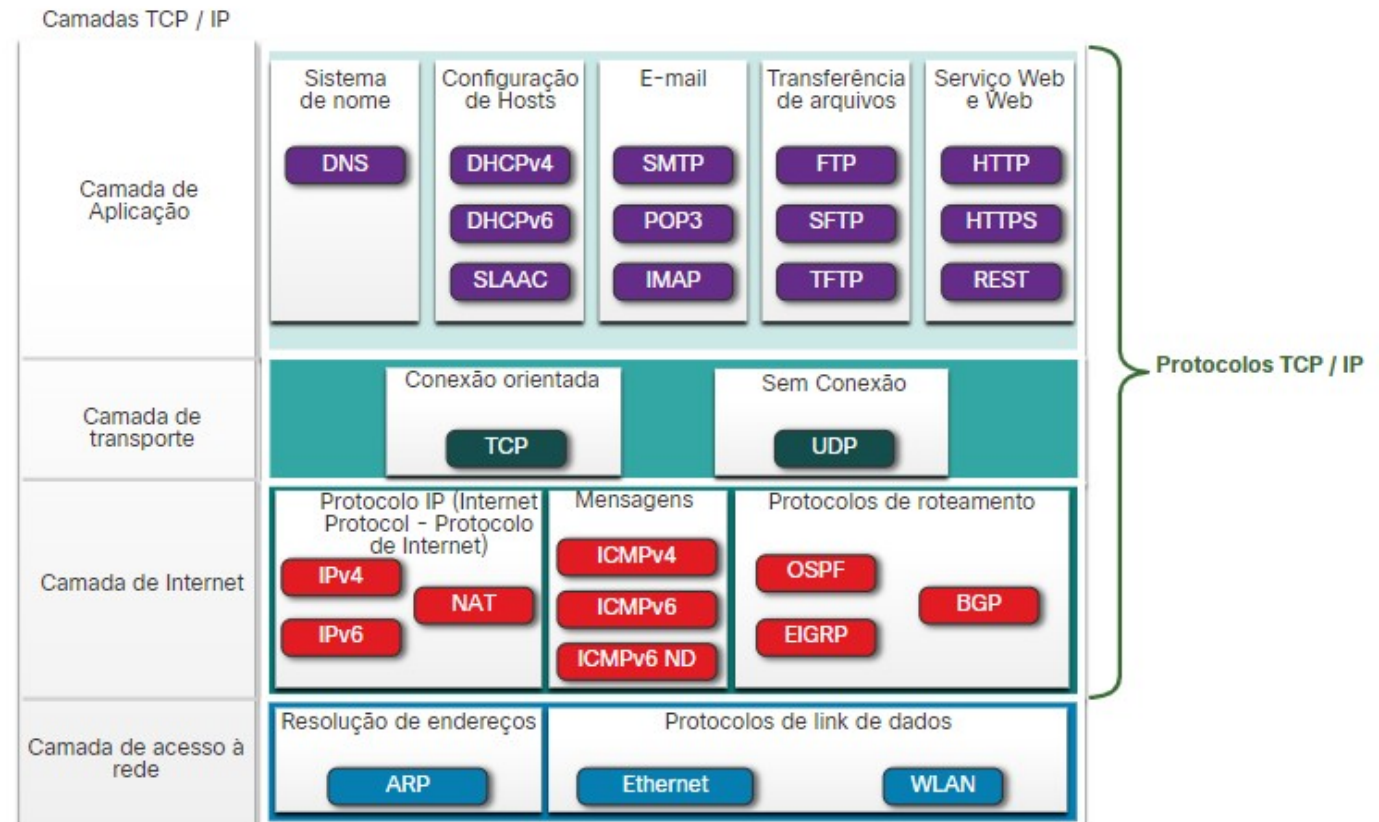 Camadas TCP / IP
Camada de
Aplicação
Sistema
de nome
DNS
Configuração
de Hosts
DHCPv4
DHCPv6
SLAAC
E-mail
SMTP
POP3
IMAP
Transferência
de arquivos
FTP
SFTP
TFTP
Serviço Web
e Web
HTTP
HTTPS
REST
Protocolos TCP / IP
Camada de
transporte
Conexão orientada
TCP
Sem Conexão
UDP
Camada de Internet
Protocolo IP (Internet
Protocol - Protocolo
de Internet)
IPv4
NAT
IPv6
Mensagens
ICMPv4
ICMPv6
ICMPv6 ND
Protocolos de roteamento
OSPF
BGP
EIGRP
Camada de acesso à
rede
Resolução de endereços
ARP
Protocolos de link de dados
Ethernet
WLAN